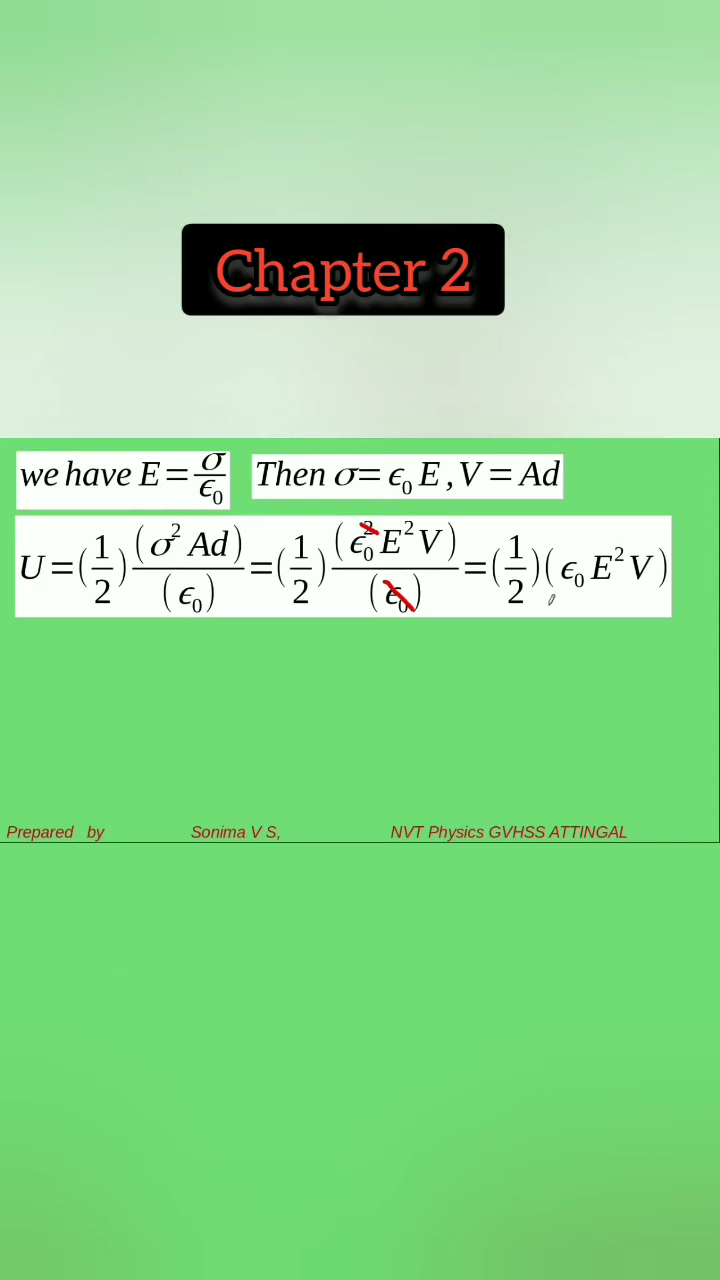 Chapter 2
we have E = σ/ϵ₀ Then σ = ϵ₀ E , V = Ad
U = (1/2) (σ² Ad)/(ϵ₀) = (1/2) (ϵ₀² E² V)/(ϵ₀) = (1/2)(ϵ₀ E² V)
Prepared by Sonima V S, NVT Physics GVHSS ATTINGAL